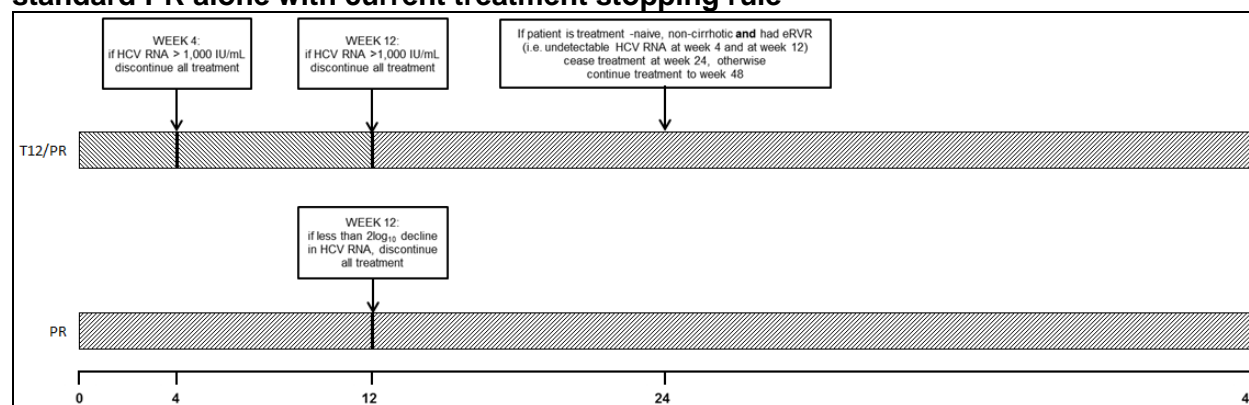 standard PR alone with current treatment stopping rule
WEEK 4:
if HCV RNA > 1,000 IU/mL
discontinue all treatment
WEEK 12:
if HCV RNA >1,000 IU/mL
discontinue all treatment
If patient is treatment -naive, non-cirrhotic and had eRVR
(i.e. undetectable HCV RNA at week 4 and at week 12)
cease treatment at week 24, otherwise
continue treatment to week 48
T12/PR
WEEK 12:
if less than 2log10 decline
in HCV RNA, discontinue
all treatment
PR
0 4 12 24 4